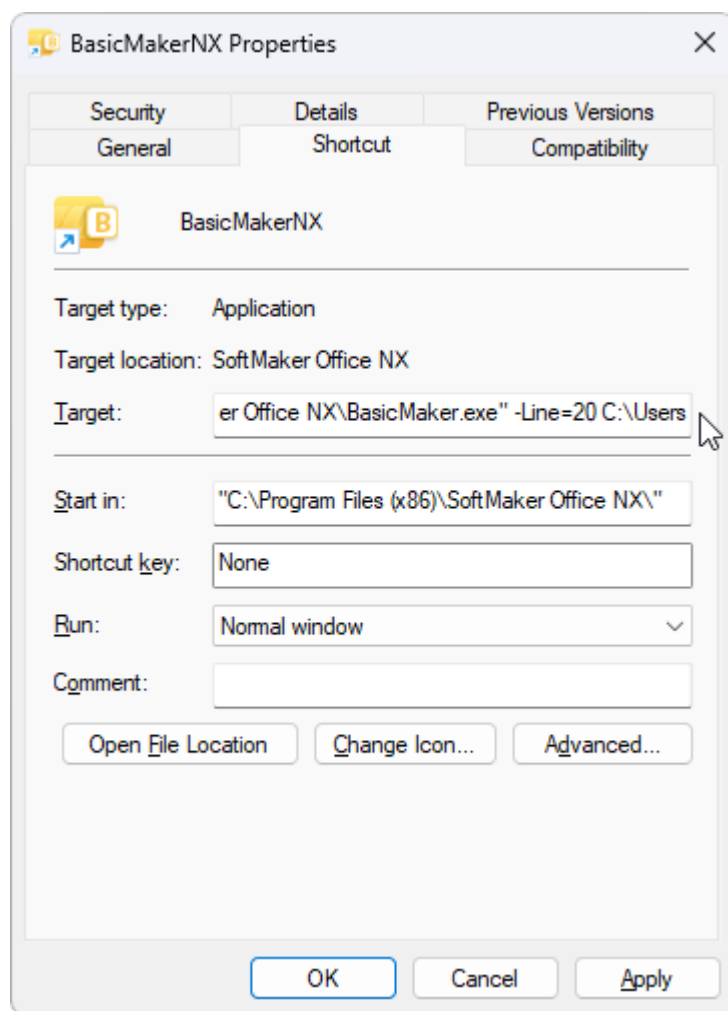 BasicMakerNX Properties
Security Details Previous Versions
General Shortcut Compatibility
B
BasicMakerNX
Target type: Application
Target location: SoftMaker Office NX
Target: er Office NX\BasicMaker.exe" -Line=20 C:\Users
Start in: "C:\Program Files (x86)\SoftMaker Office NX\"
Shortcut key: None
Run: Normal window
Comment:
Open File Location Change Icon... Advanced...
OK Cancel Apply